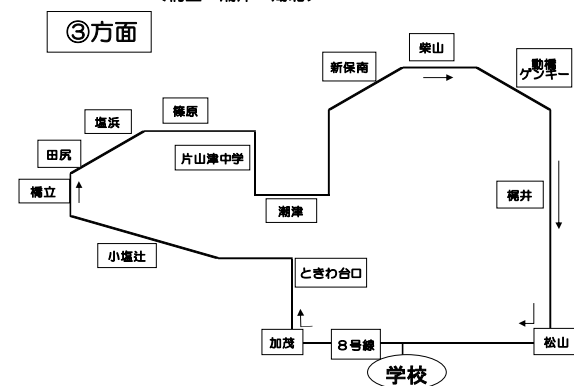 ③方面
柴山
新保南
動橋
ゲンキー
篠原
塩浜
田尻
片山津中学
橋立
潮津
梶井
小塩辻
ときわ台口
加茂
8号線
松山
学校